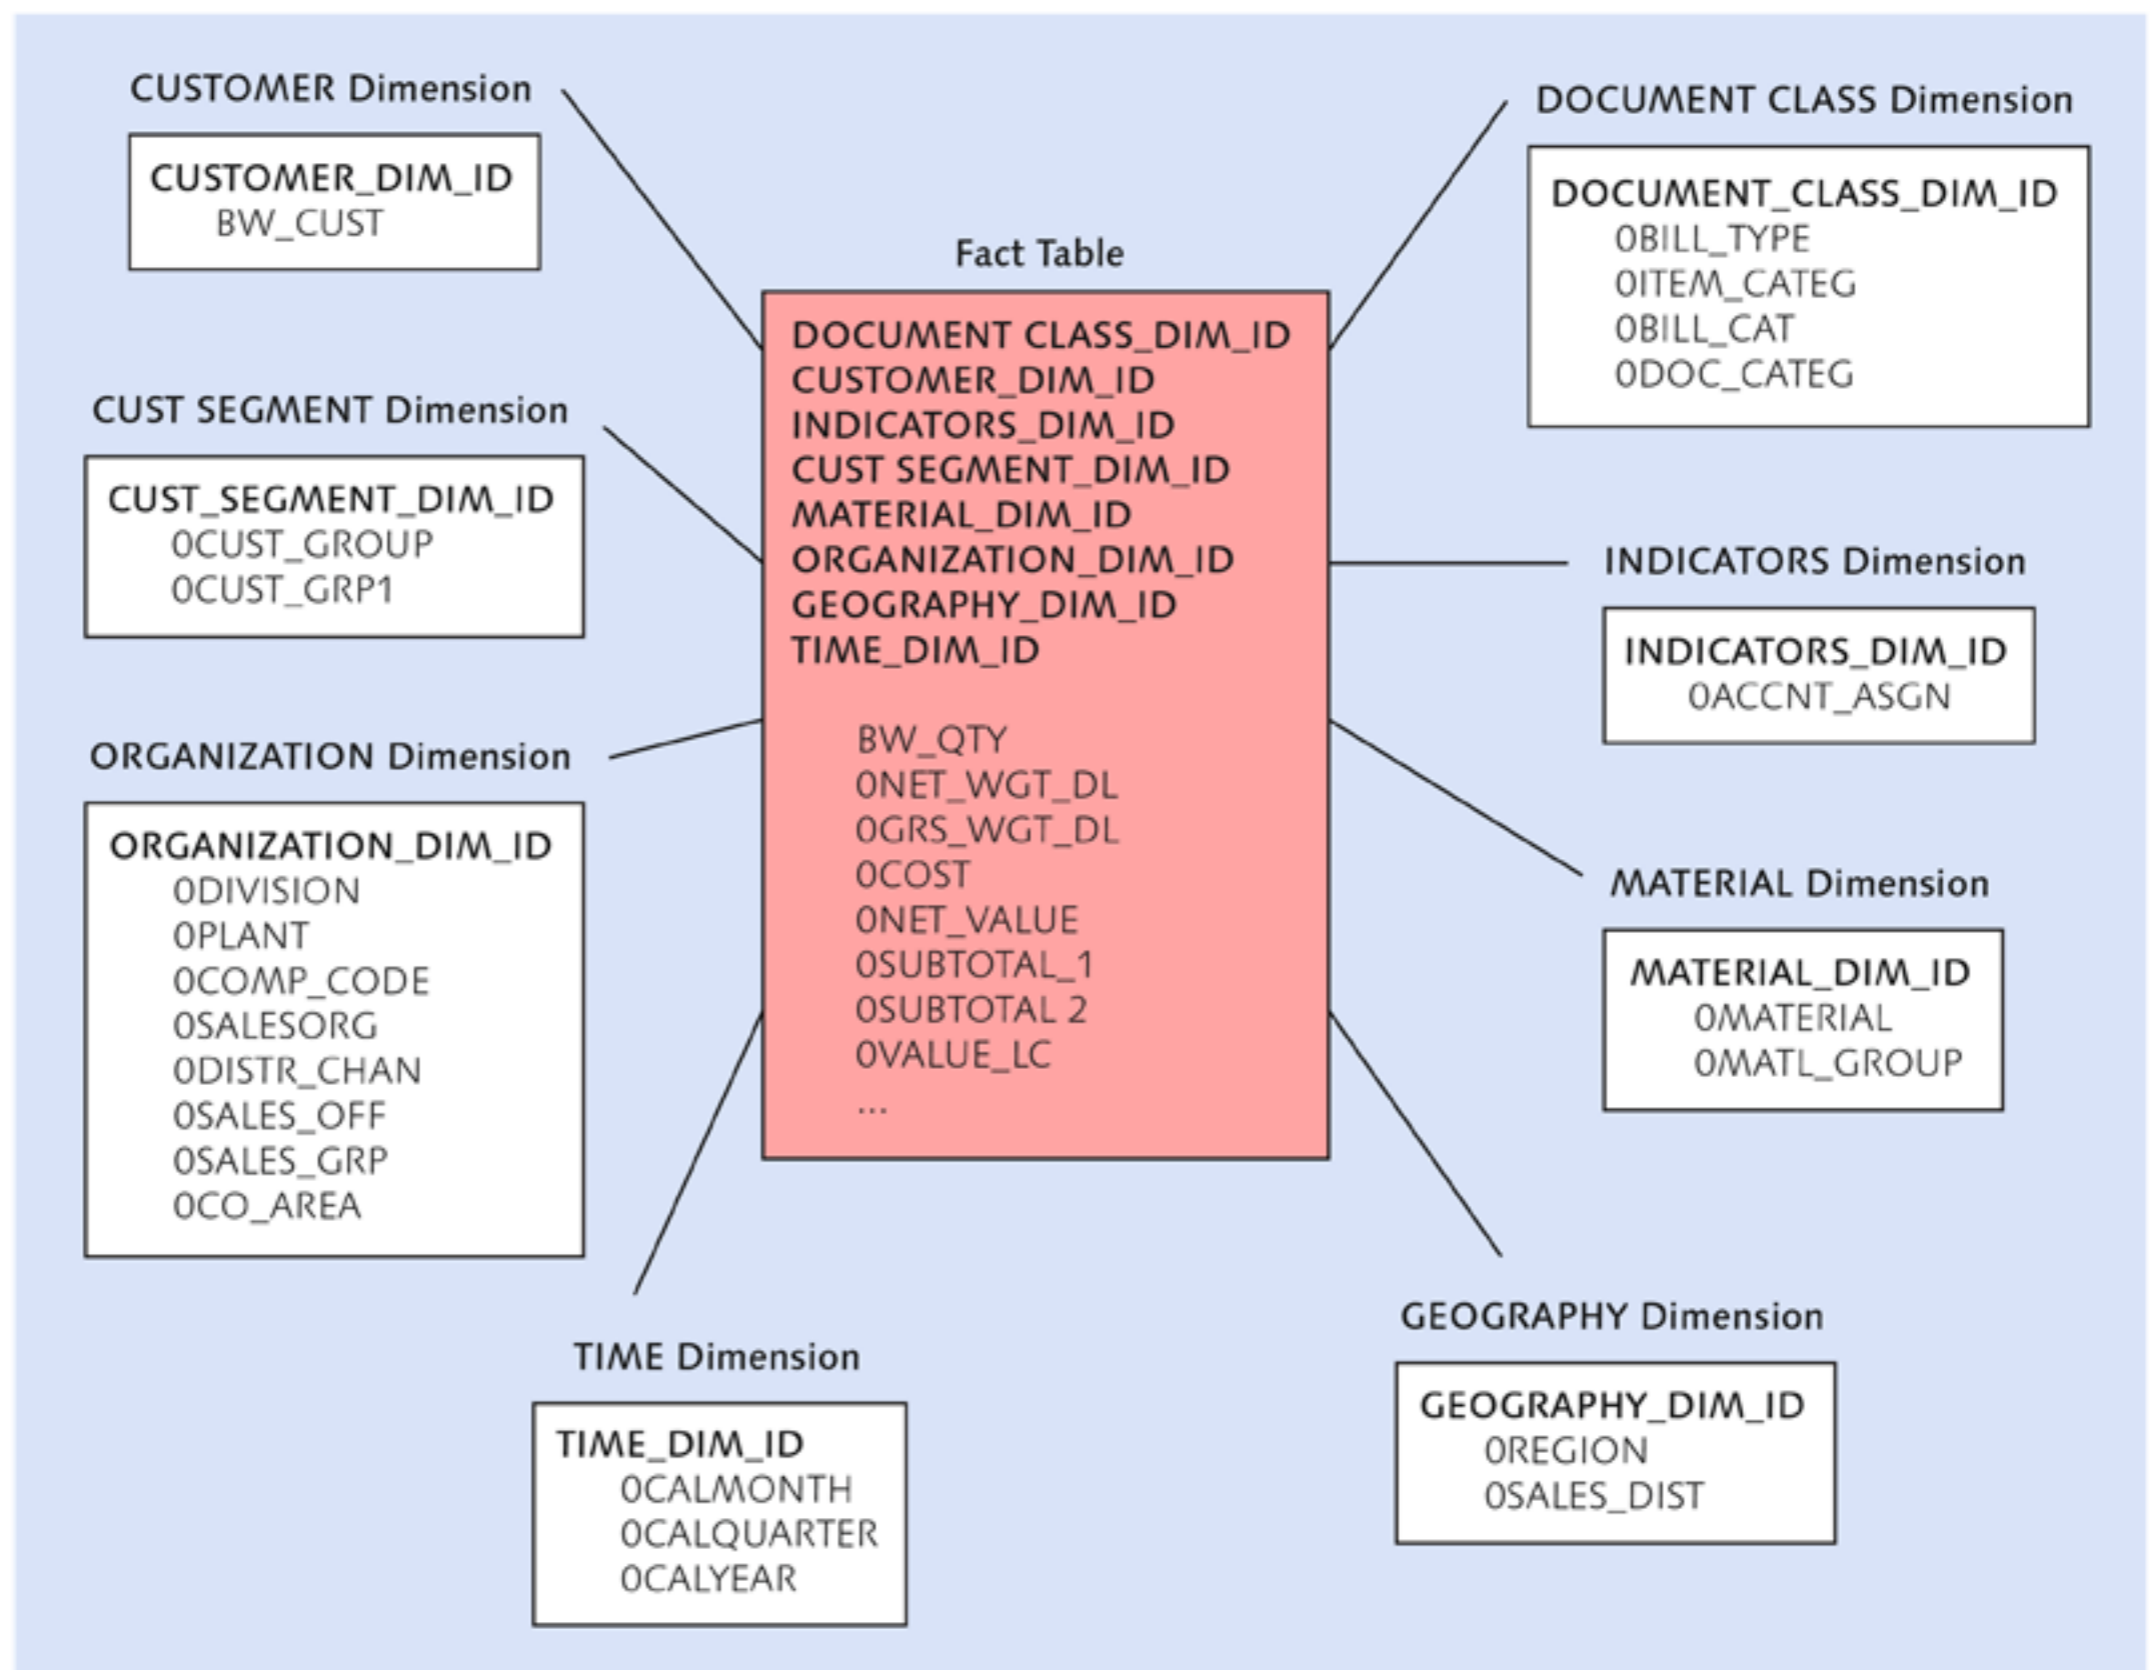 CUSTOMER Dimension
CUSTOMER_DIM_ID
BW_CUST
CUST SEGMENT Dimension
CUST_SEGMENT_DIM_ID
0CUST_GROUP
0CUST_GRP1
ORGANIZATION Dimension
ORGANIZATION_DIM_ID
0DIVISION
0PLANT
0COMP_CODE
0SALESORG
0DISTR_CHAN
0SALES_OFF
0SALES_GRP
0CO_AREA
TIME Dimension
TIME_DIM_ID
0CALMONTH
0CALQUARTER
0CALYEAR
Fact Table
DOCUMENT CLASS_DIM_ID
CUSTOMER_DIM_ID
INDICATORS_DIM_ID
CUST SEGMENT_DIM_ID
MATERIAL_DIM_ID
ORGANIZATION_DIM_ID
GEOGRAPHY_DIM_ID
TIME_DIM_ID
BW_QTY
0NET_WGT_DL
0GRS_WGT_DL
0COST
0NET_VALUE
0SUBTOTAL_1
0SUBTOTAL 2
0VALUE_LC
...
DOCUMENT CLASS Dimension
DOCUMENT_CLASS_DIM_ID
0BILL_TYPE
0ITEM_CATEG
0BILL_CAT
0DOC_CATEG
INDICATORS Dimension
INDICATORS_DIM_ID
0ACCNT_ASGN
MATERIAL Dimension
MATERIAL_DIM_ID
0MATERIAL
0MATL_GROUP
GEOGRAPHY Dimension
GEOGRAPHY_DIM_ID
0REGION
0SALES_DIST